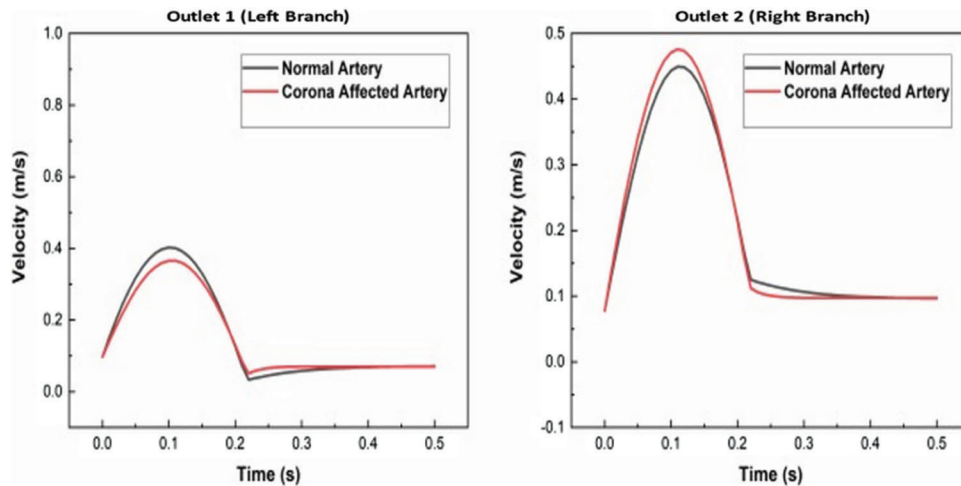 Outlet 1 (Left Branch)
1.0
0.8
0.6
0.4
0.2
0.0
Velocity (m/s)
Normal Artery
Corona Affected Artery
0.0 0.1 0.2 0.3 0.4 0.5
Time (s)
Outlet 2 (Right Branch)
0.5
0.4
0.3
0.2
0.1
0.0
-0.1
Velocity (m/s)
Normal Artery
Corona Affected Artery
0.0 0.1 0.2 0.3 0.4 0.5
Time (s)